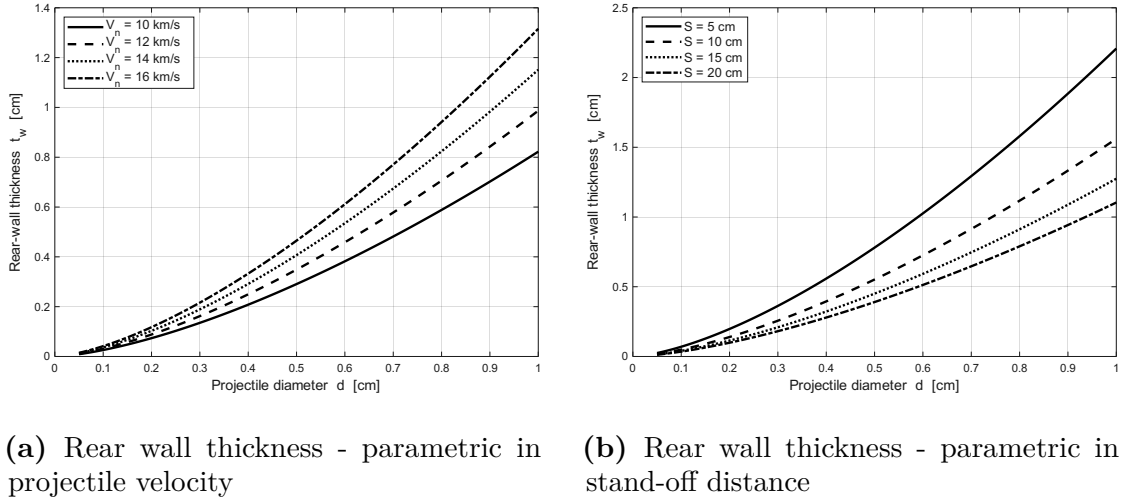 V_n = 10 km/s
V_n = 12 km/s
V_n = 14 km/s
V_n = 16 km/s
Rear-wall thickness t_w [cm]
1.4
1.2
1
0.8
0.6
0.4
0.2
0
0 0.1 0.2 0.3 0.4 0.5 0.6 0.7 0.8 0.9 1
Projectile diameter d [cm]
(a) Rear wall thickness - parametric in
projectile velocity
S = 5 cm
S = 10 cm
S = 15 cm
S = 20 cm
Rear-wall thickness t_w [cm]
2.5
2
1.5
1
0.5
0
0 0.1 0.2 0.3 0.4 0.5 0.6 0.7 0.8 0.9 1
Projectile diameter d [cm]
(b) Rear wall thickness - parametric in
stand-off distance